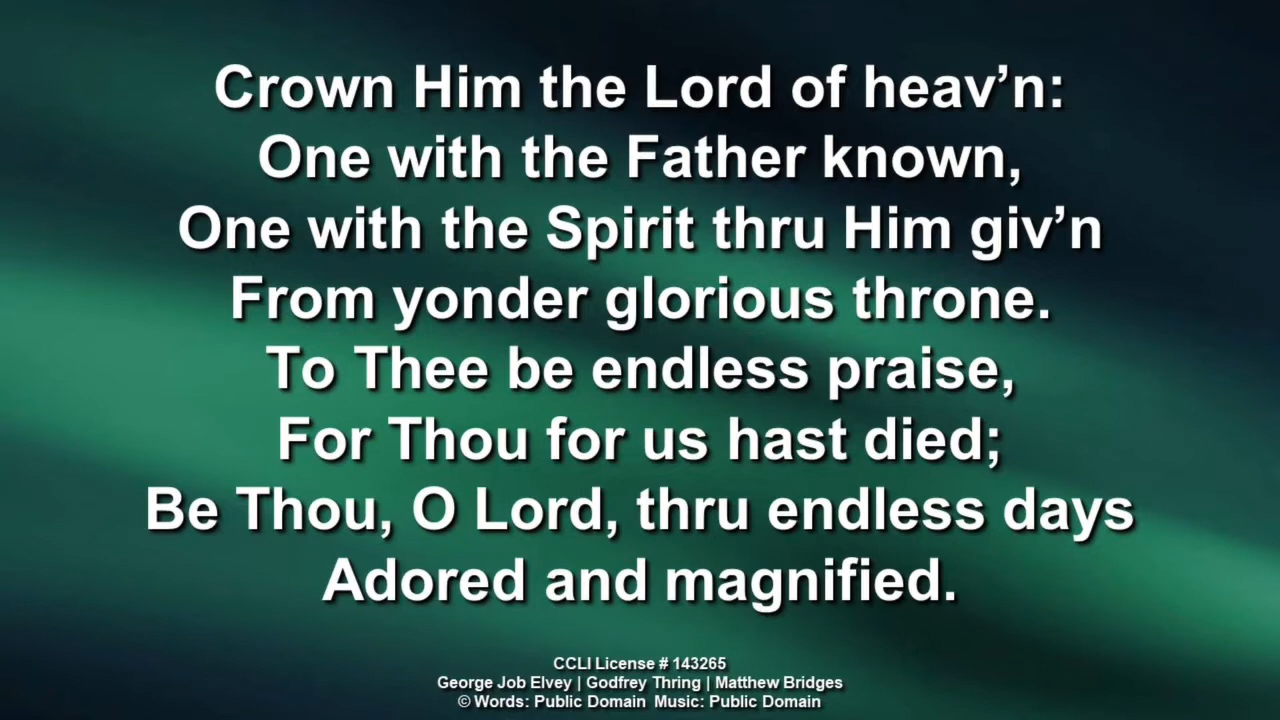 Crown Him the Lord of heav’n:
One with the Father known,
One with the Spirit thru Him giv’n
From yonder glorious throne.
To Thee be endless praise,
For Thou for us hast died;
Be Thou, O Lord, thru endless days
Adored and magnified.
CCLI License # 143265
George Job Elvey | Godfrey Thring | Matthew Bridges
© Words: Public Domain  Music: Public Domain